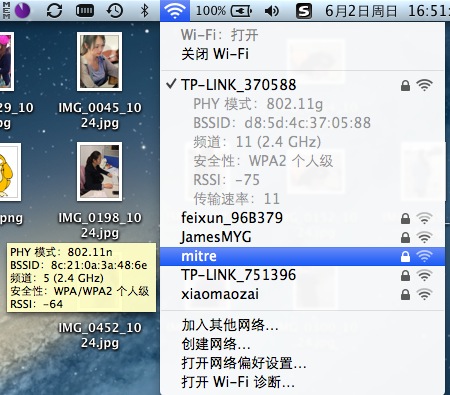 MEM
100%
6月2日周日 16:51
Wi-Fi：打开
关闭 Wi-Fi
TP-LINK_370588
PHY 模式：802.11g
BSSID: d8:5d:4c:37:05:88
频道：11 (2.4 GHz)
安全性：WPA2 个人级
RSSI：-75
传输速率：11
feixun_96B379
JamesMYG
mitre
TP-LINK_751396
xiaomaozai
加入其他网络...
创建网络...
打开网络偏好设置...
打开 Wi-Fi 诊断...
29_10
pg
IMG_0045_10
24.jpg
png
IMG_0198_10
24.jpg
PHY 模式：802.11n
BSSID: 8c:21:0a:3a:48:6e
频道：5 (2.4 GHz)
安全性：WPA/WPA2 个人级
RSSI：-64
IMG_0452_10
24.jpg